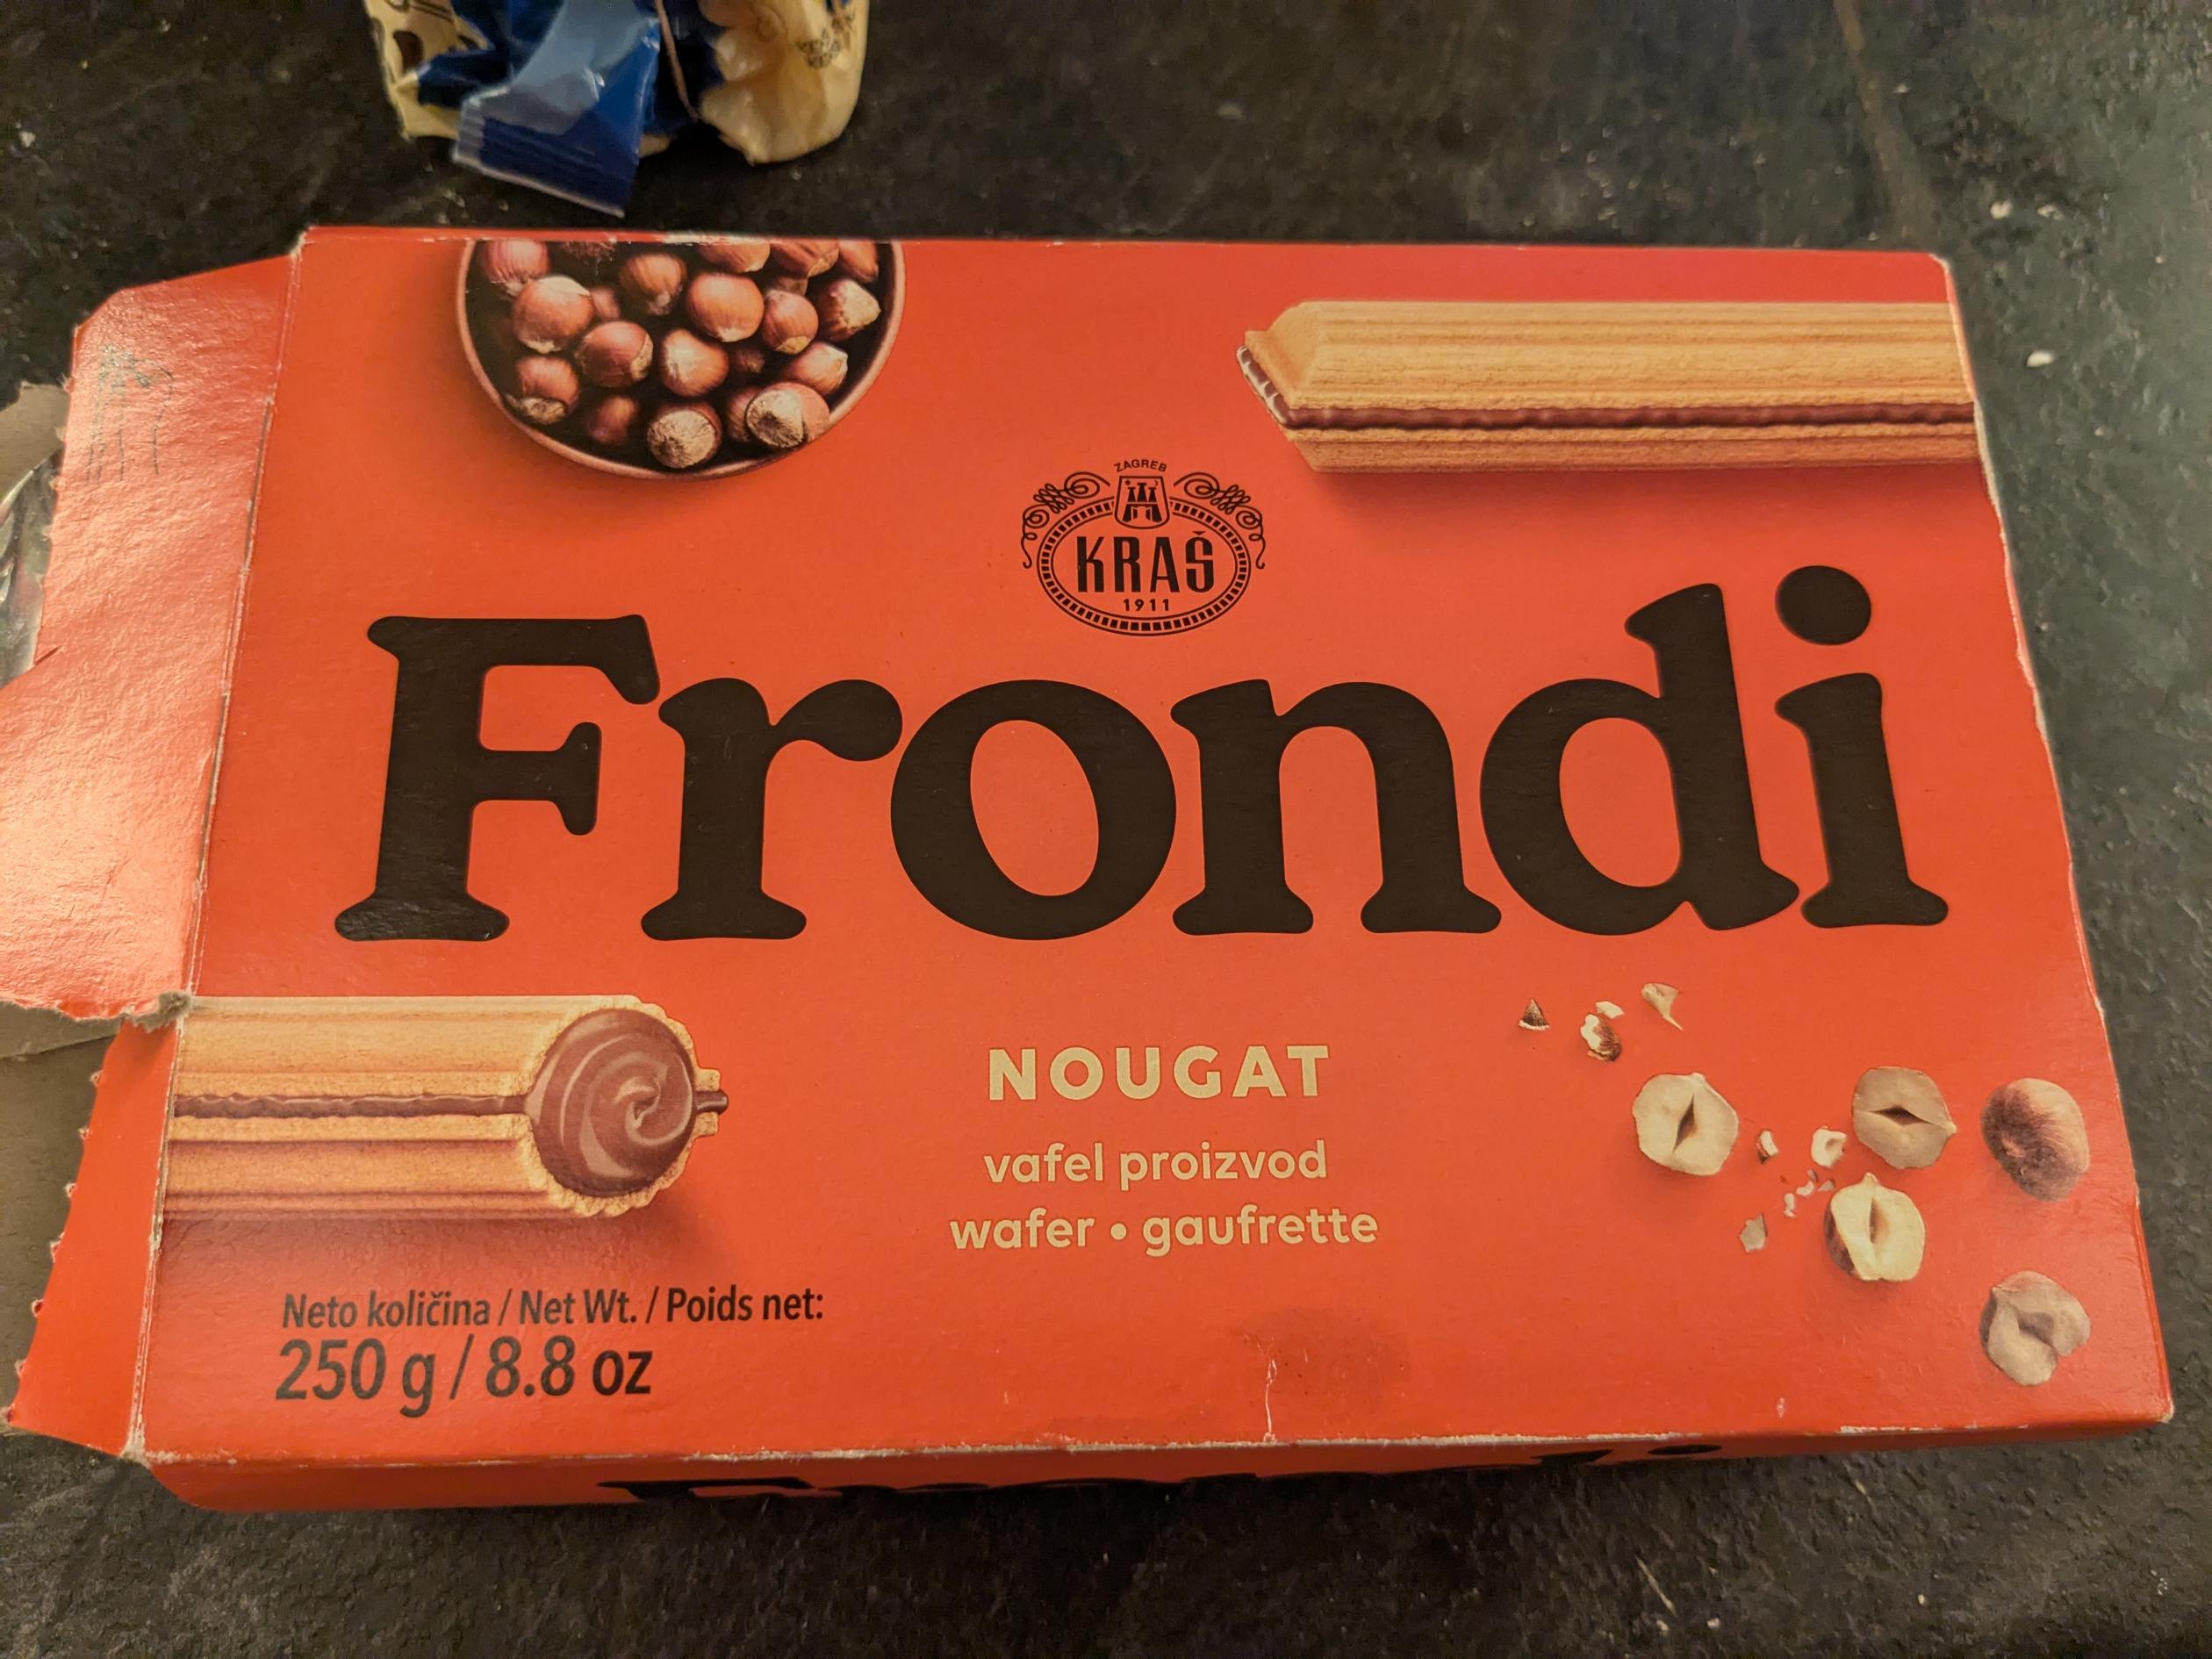 ZAGREB
KRAŠ
1911
Frondi
NOUGAT
vafel proizvod
wafer • gaufrette
Neto količina / Net Wt. / Poids net:
250 g / 8.8 oz